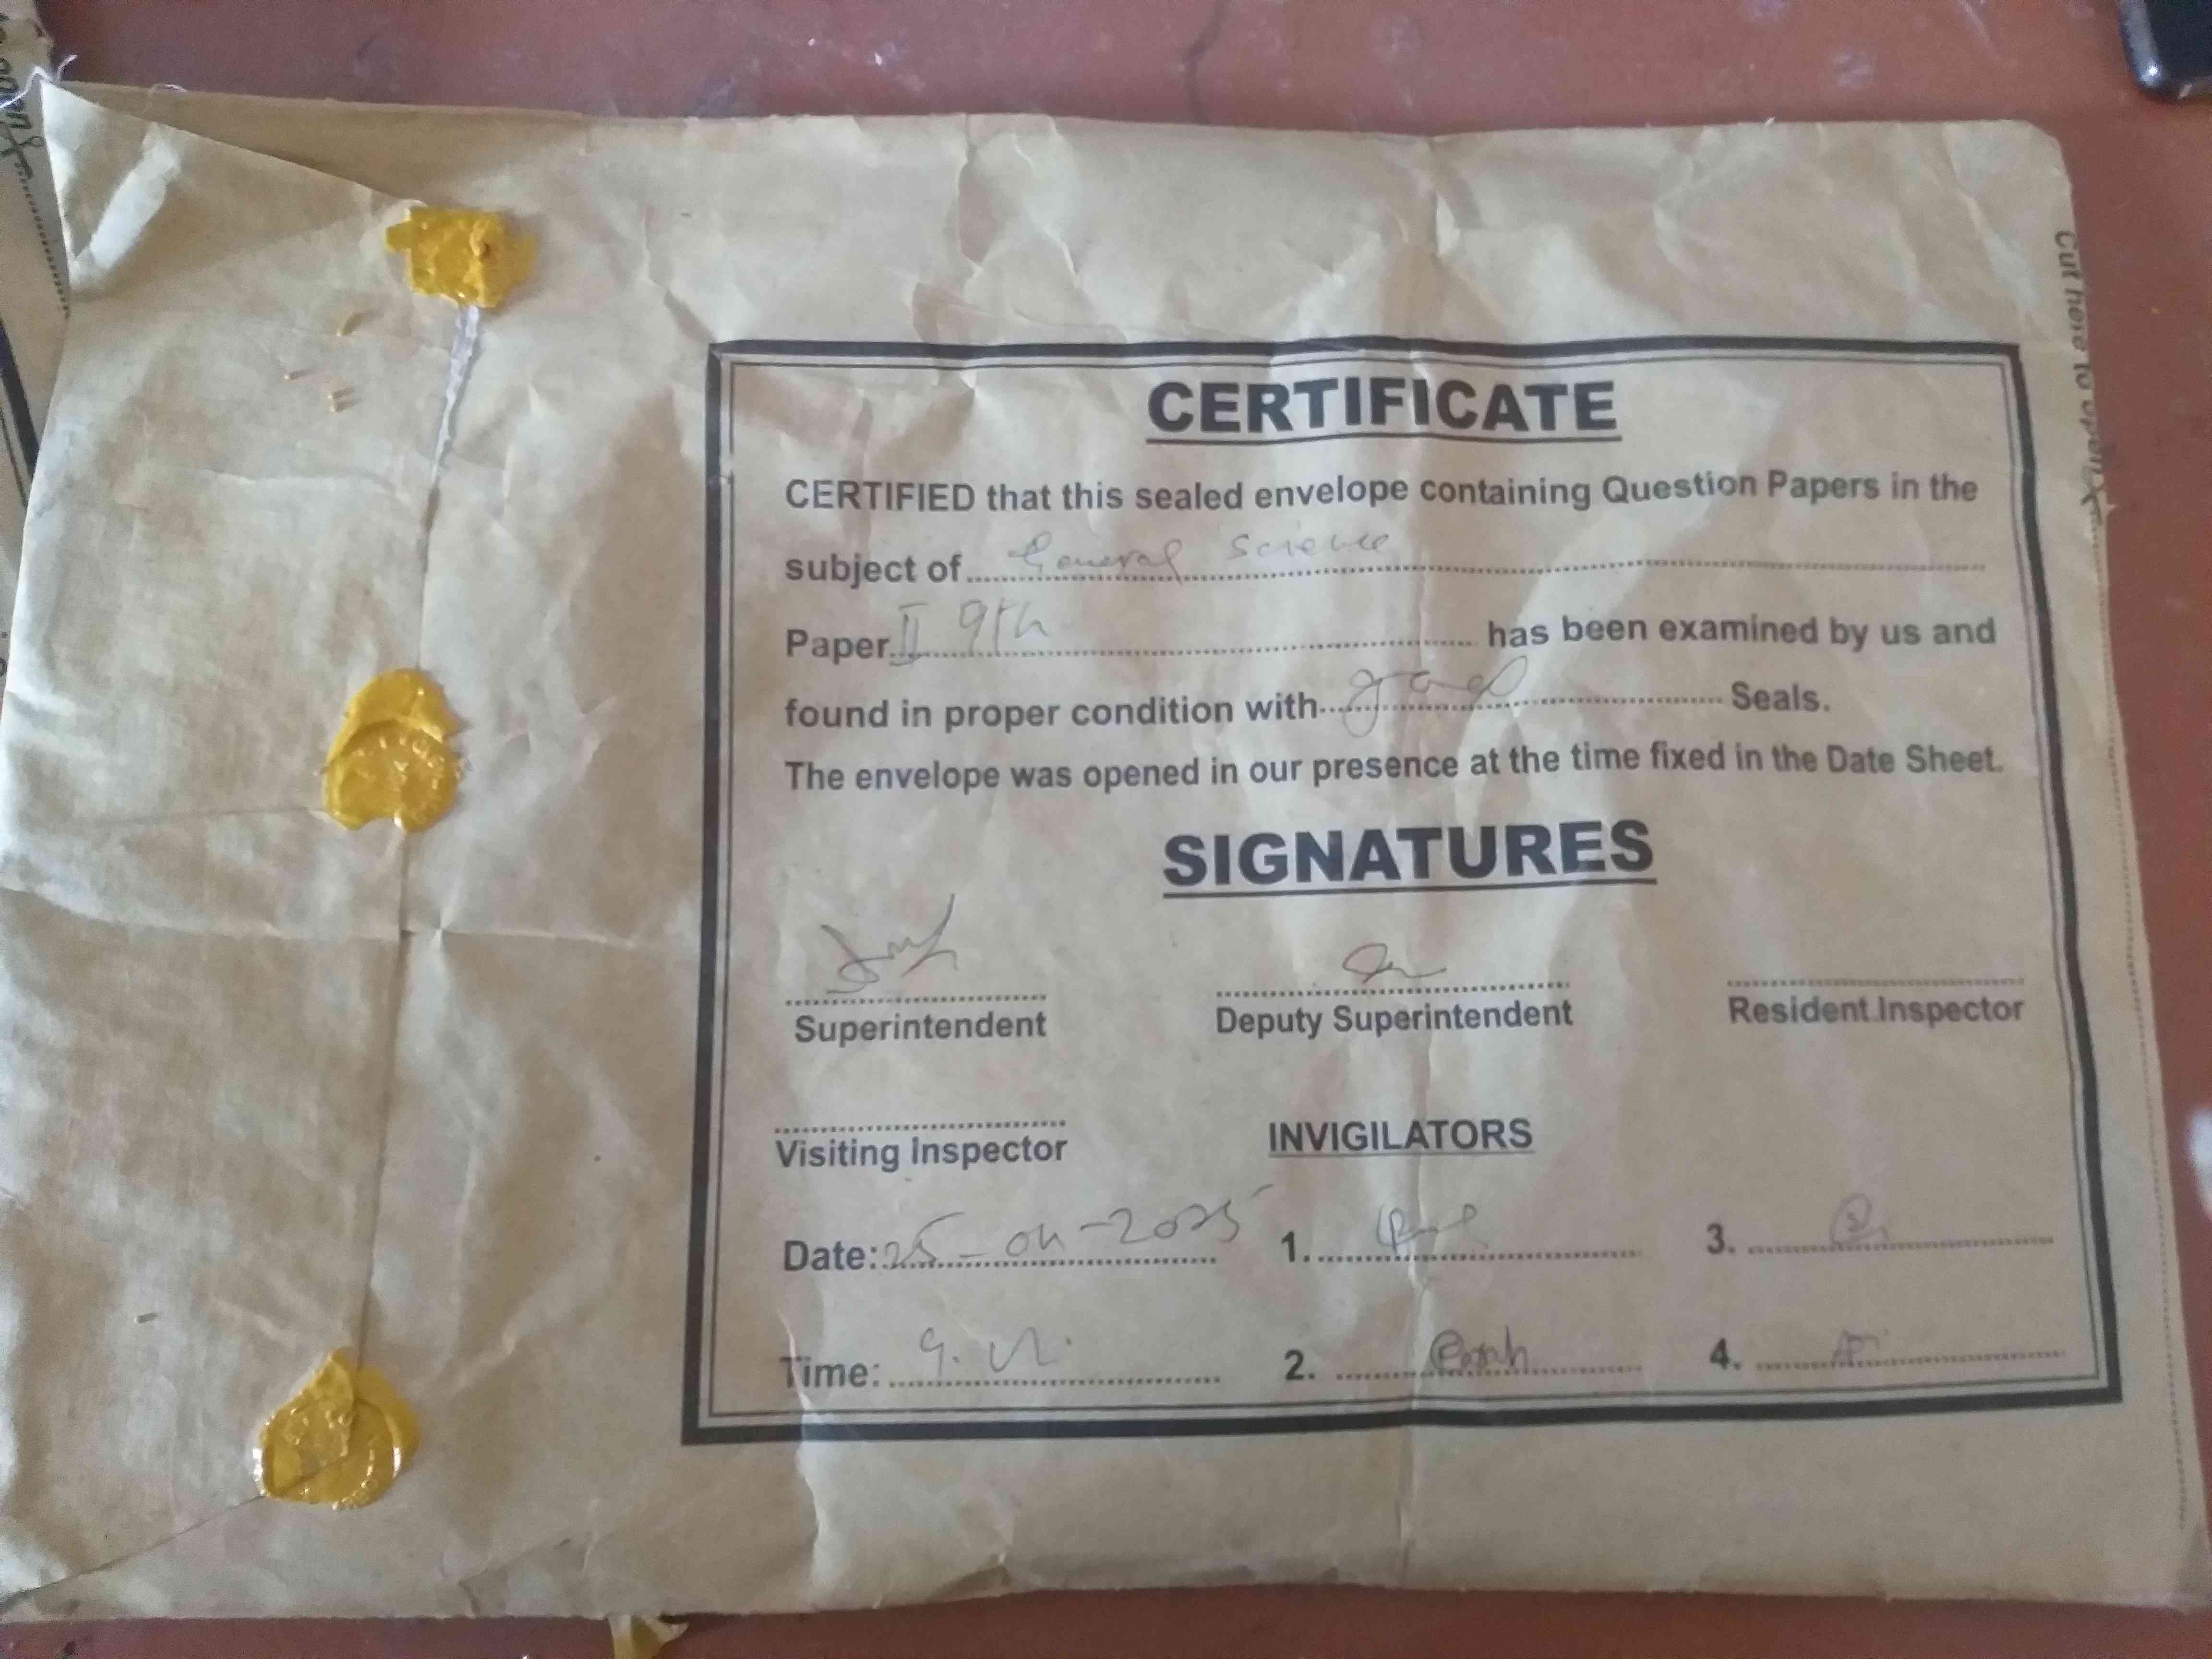 Cut here to open
CERTIFICATE
CERTIFIED that this sealed envelope containing Question Papers in the
subject of General Science
Paper II 9th has been examined by us and
found in proper condition with good Seals.
The envelope was opened in our presence at the time fixed in the Date Sheet.
SIGNATURES
Superintendent Deputy Superintendent Resident Inspector
Visiting Inspector INVIGILATORS
Date: 25-04-2025 1. 3.
Time: 2. 4.